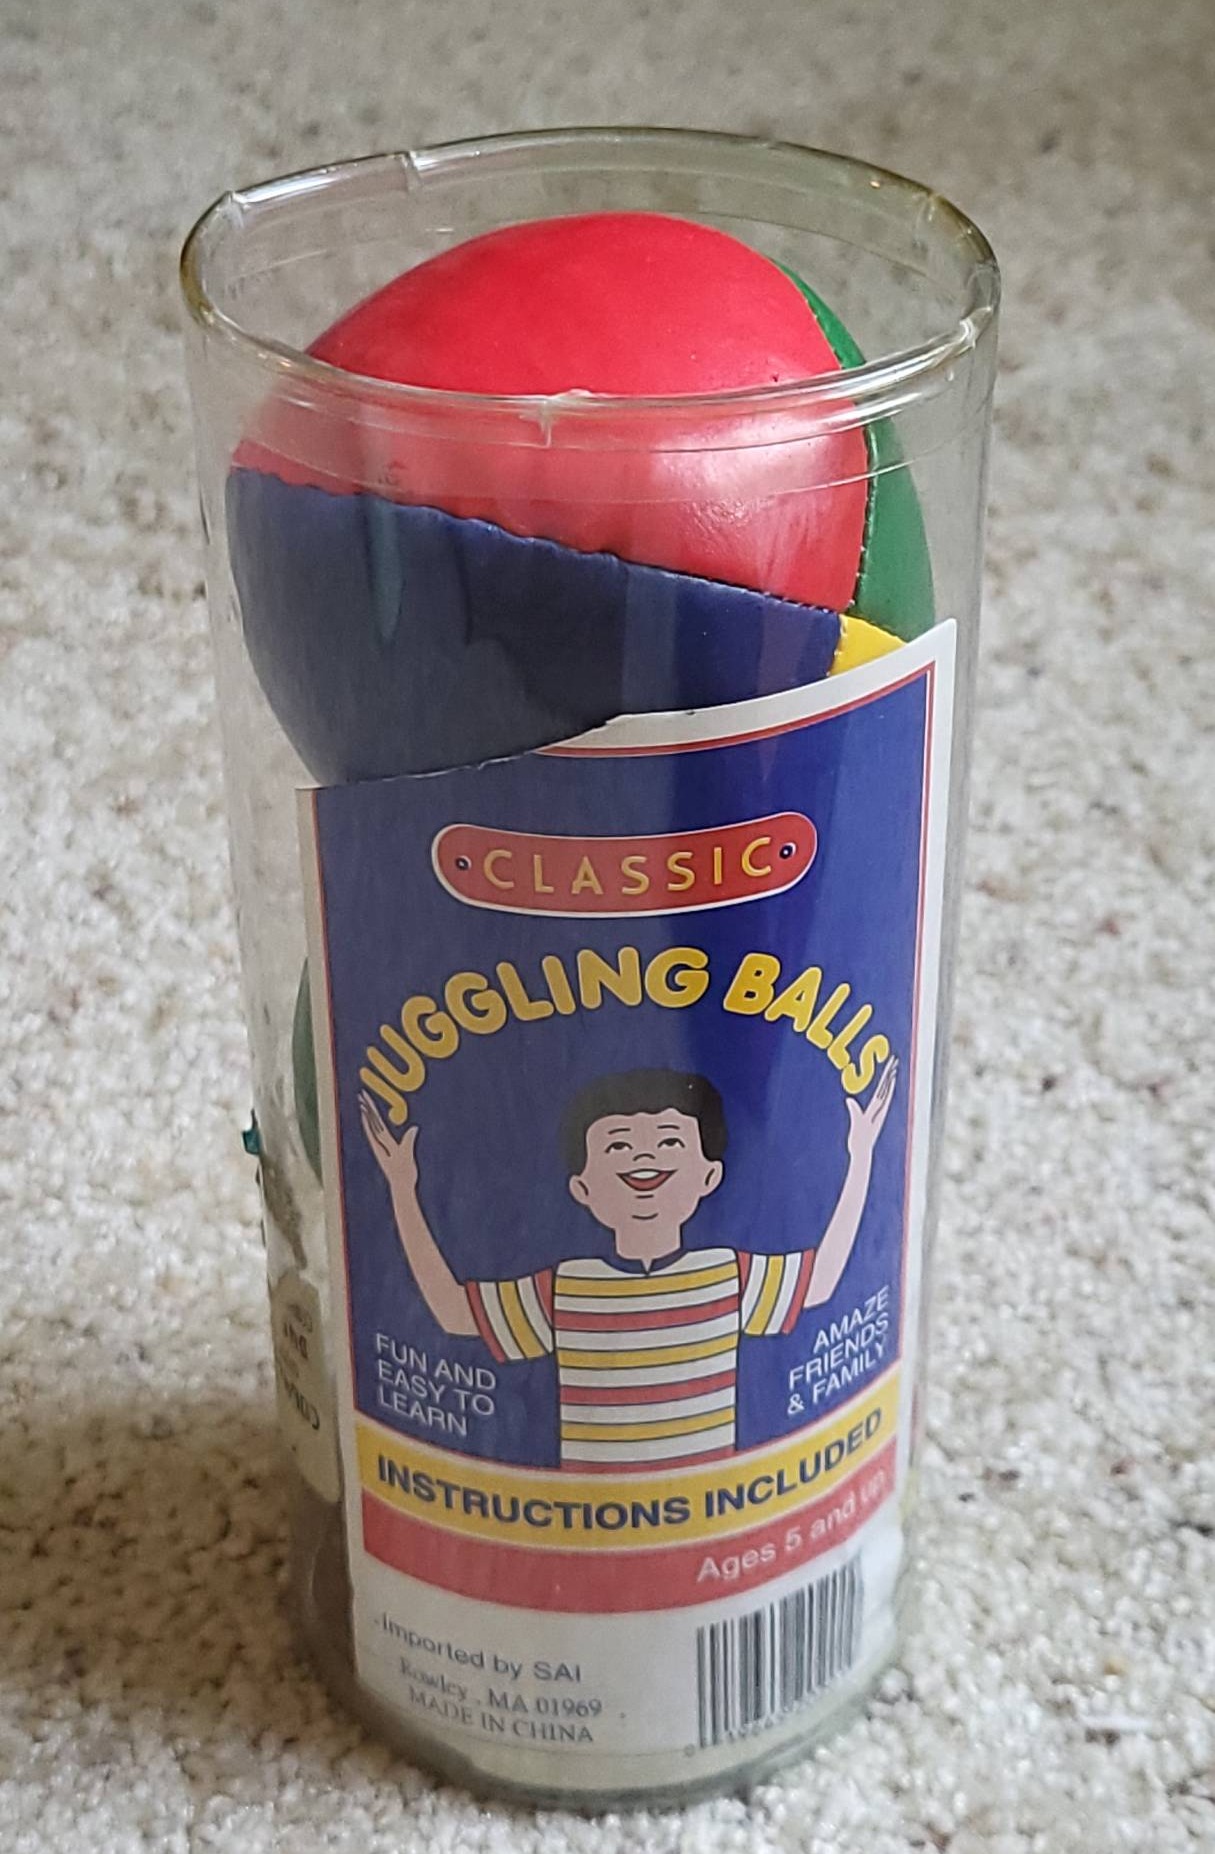 CLASSIC
JUGGLING BALLS
FUN AND
EASY TO
LEARN
AMAZE
FRIENDS
& FAMILY
INSTRUCTIONS INCLUDED
Ages 5 and up
Imported by SAI
Rowley, MA 01969
MADE IN CHINA